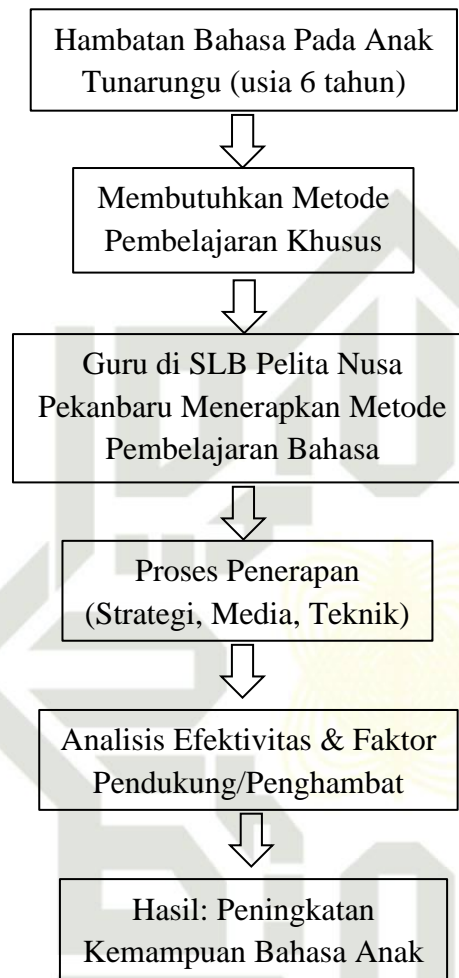 Hambatan Bahasa Pada Anak
Tunarungu (usia 6 tahun)
Membutuhkan Metode
Pembelajaran Khusus
Guru di SLB Pelita Nusa
Pekanbaru Menerapkan Metode
Pembelajaran Bahasa
Proses Penerapan
(Strategi, Media, Teknik)
Analisis Efektivitas & Faktor
Pendukung/Penghambat
Hasil: Peningkatan
Kemampuan Bahasa Anak